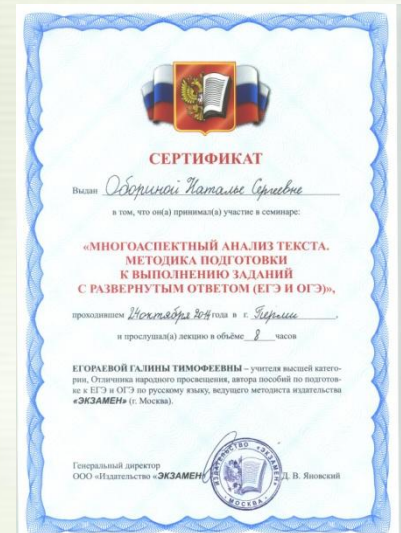 СЕРТИФИКАТ
Выдан Обориной Наталье Сергеевне
в том, что он(а) принимал(а) участие в семинаре:
«МНОГОАСПЕКТНЫЙ АНАЛИЗ ТЕКСТА.
МЕТОДИКА ПОДГОТОВКИ
К ВЫПОЛНЕНИЮ ЗАДАНИЙ
С РАЗВЕРНУТЫМ ОТВЕТОМ (ЕГЭ И ОГЭ)»,
проходившем 24 октября 2014 года в г. Перми,
и прослушал(а) лекцию в объёме 8 часов
ЕГОРАЕВОЙ ГАЛИНЫ ТИМОФЕЕВНЫ – учителя высшей катего-
рии, Отличника народного просвещения, автора пособий по подготов-
ке к ЕГЭ и ОГЭ по русскому языку, ведущего методиста издательства
«ЭКЗАМЕН» (г. Москва).
Генеральный директор
ООО «Издательство «ЭКЗАМЕН Д. В. Яновский
ИЗДАТЕЛЬСТВО «ЭКЗАМЕН»
МОСКВА